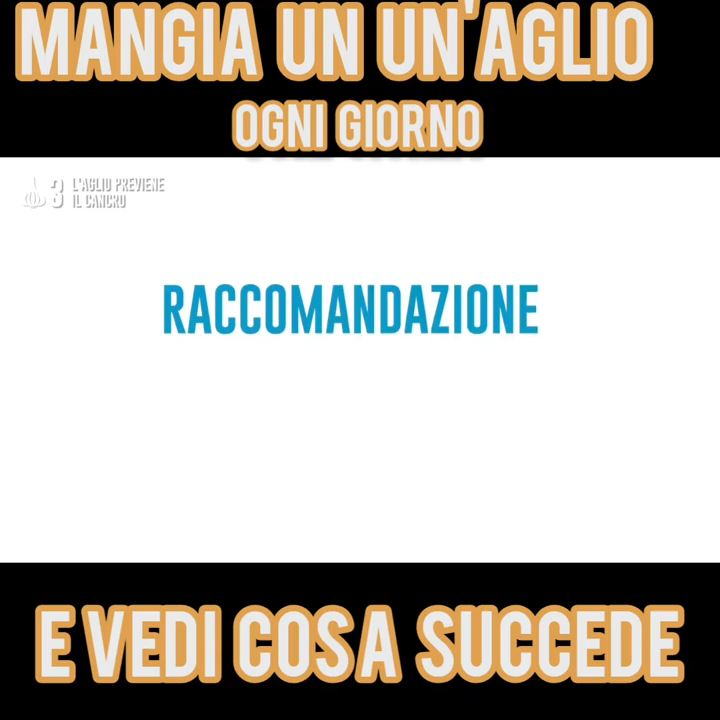 MANGIA UN UN'AGLIO
OGNI GIORNO
3 L'AGLIO PREVIENE
IL CANCRO
RACCOMANDAZIONE
E VEDI COSA SUCCEDE